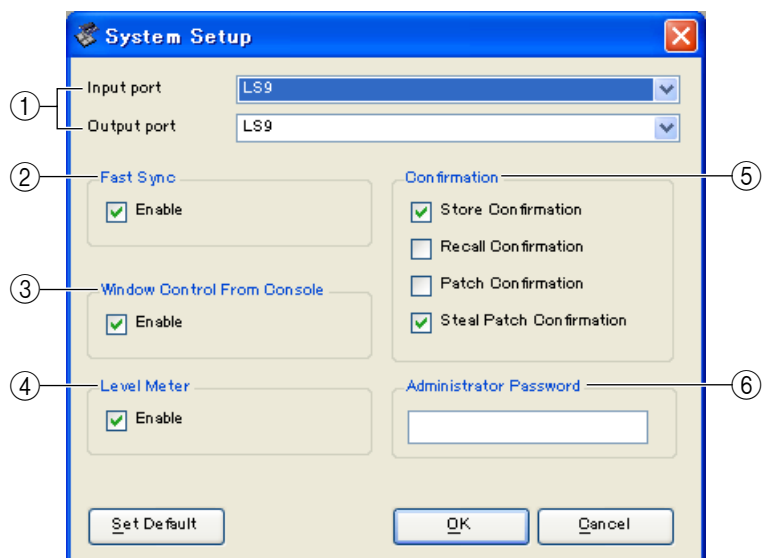 System Setup
① Input port LS9
Output port LS9
② Fast Sync
Enable
③ Window Control From Console
Enable
④ Level Meter
Enable
Confirmation ⑤
Store Confirmation
Recall Confirmation
Patch Confirmation
Steal Patch Confirmation
Administrator Password ⑥
Set Default OK Cancel